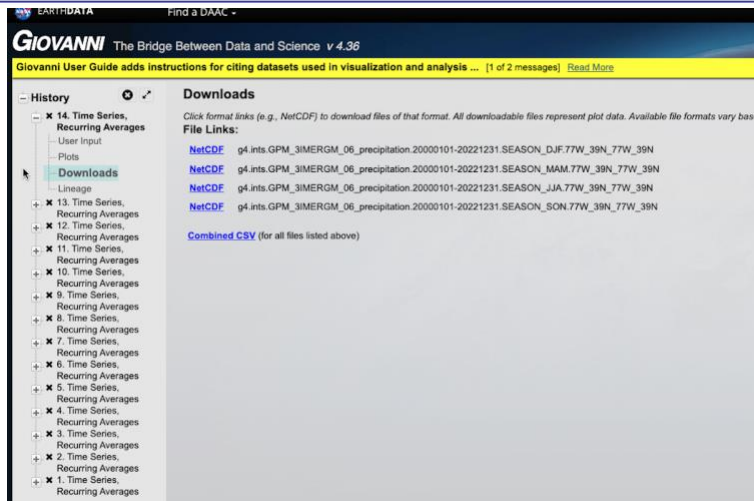 EARTHDATA Find a DAAC
GIOVANNI The Bridge Between Data and Science v 4.36
Giovanni User Guide adds instructions for citing datasets used in visualization and analysis ... [1 of 2 messages] Read More
History
14. Time Series,
Recurring Averages
User Input
Plots
Downloads
Lineage
13. Time Series,
Recurring Averages
12. Time Series,
Recurring Averages
11. Time Series,
Recurring Averages
10. Time Series,
Recurring Averages
9. Time Series,
Recurring Averages
8. Time Series,
Recurring Averages
7. Time Series,
Recurring Averages
6. Time Series,
Recurring Averages
5. Time Series,
Recurring Averages
4. Time Series,
Recurring Averages
3. Time Series,
Recurring Averages
2. Time Series,
Recurring Averages
1. Time Series,
Recurring Averages
Downloads
Click format links (e.g., NetCDF) to download files of that format. All downloadable files represent plot data. Available file formats vary bas
File Links:
NetCDF g4.ints.GPM_3IMERGM_06_precipitation.20000101-20221231.SEASON_DJF.77W_39N_77W_39N
NetCDF g4.ints.GPM_3IMERGM_06_precipitation.20000101-20221231.SEASON_MAM.77W_39N_77W_39N
NetCDF g4.ints.GPM_3IMERGM_06_precipitation.20000101-20221231.SEASON_JJA.77W_39N_77W_39N
NetCDF g4.ints.GPM_3IMERGM_06_precipitation.20000101-20221231.SEASON_SON.77W_39N_77W_39N
Combined CSV (for all files listed above)